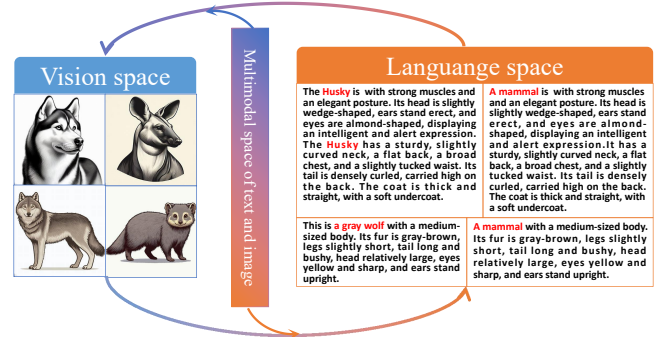 Vision space
Multimodal space of text and image
Languange space
The Husky is with strong muscles and
an elegant posture. Its head is slightly
wedge-shaped, ears stand erect, and
eyes are almond-shaped, displaying
an intelligent and alert expression.
The Husky has a sturdy, slightly
curved neck, a flat back, a broad
chest, and a slightly tucked waist. Its
tail is densely curled, carried high on
the back. The coat is thick and
straight, with a soft undercoat.
A mammal is with strong muscles
and an elegant posture. Its head is
slightly wedge-shaped, ears stand
erect, and eyes are almond-
shaped, displaying an intelligent
and alert expression.It has a
sturdy, slightly curved neck, a flat
back, a broad chest, and a slightly
tucked waist. Its tail is densely
curled, carried high on the back.
The coat is thick and straight, with
a soft undercoat.
This is a gray wolf with a medium-
sized body. Its fur is gray-brown,
legs slightly short, tail long and
bushy, head relatively large, eyes
yellow and sharp, and ears stand
upright.
A mammal with a medium-sized body.
Its fur is gray-brown, legs slightly
short, tail long and bushy, head
relatively large, eyes yellow and
sharp, and ears stand upright.